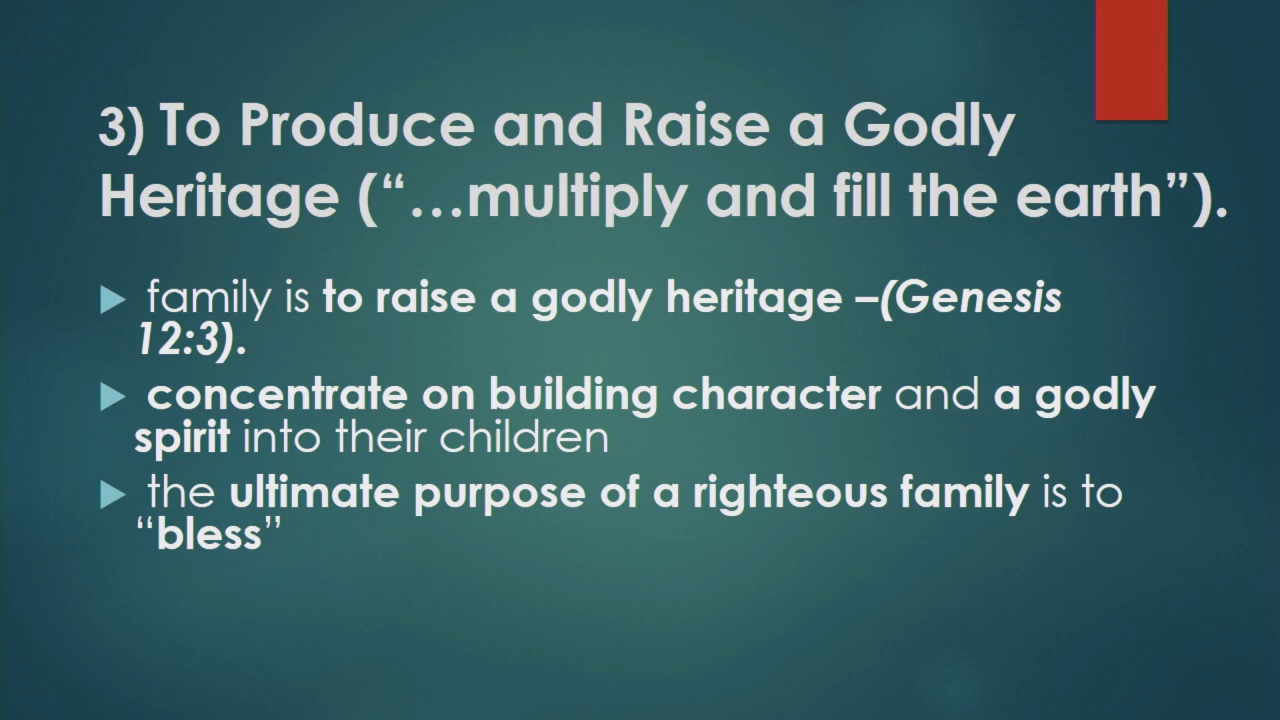 3) To Produce and Raise a Godly
Heritage (“…multiply and fill the earth”).
family is to raise a godly heritage –(Genesis
12:3).
concentrate on building character and a godly
spirit into their children
the ultimate purpose of a righteous family is to
“bless”